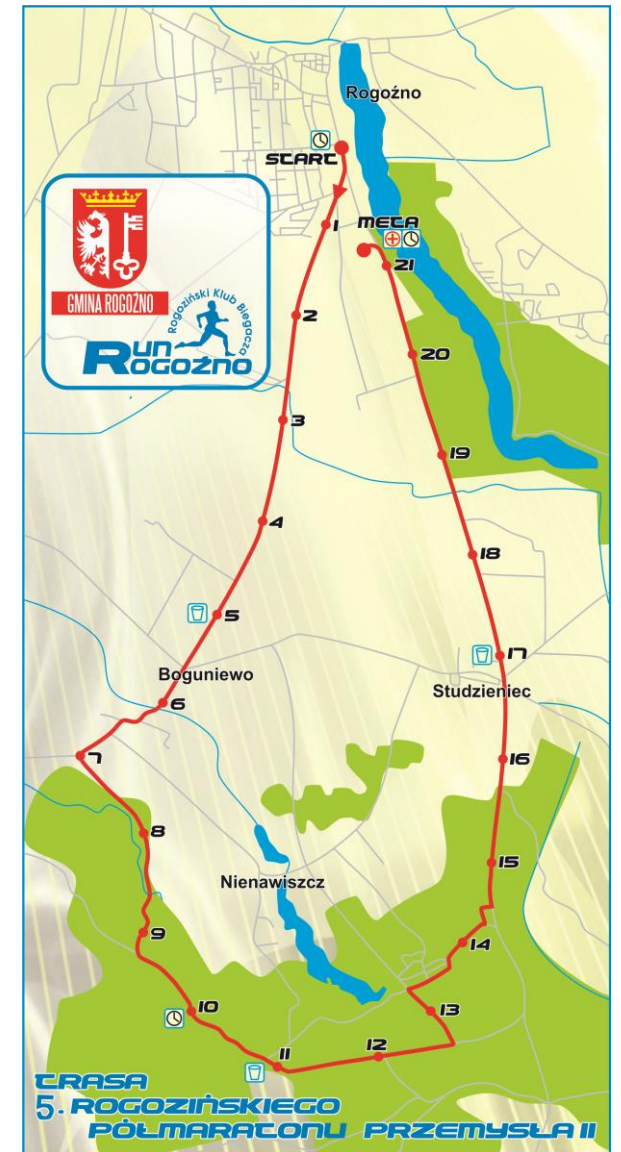 Rogoźno
START
META
GMINA ROGOŹNO
Rogoziński Klub Biegacza
RUN
ROGOŹNO
1
2
3
4
5
Boguniewo
6
7
8
9
10
11
12
13
14
15
16
Studzieniec
17
18
19
20
21
Nienawiszcz
TRASA
5. ROGOZIŃSKIEGO
PÓŁMARATONU PRZEMYSŁA II